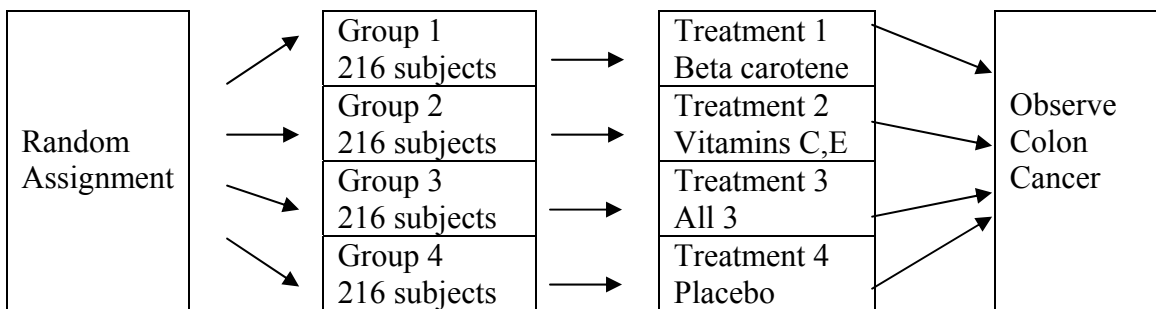 Random
Assignment
Group 1
216 subjects
Group 2
216 subjects
Group 3
216 subjects
Group 4
216 subjects
Treatment 1
Beta carotene
Treatment 2
Vitamins C,E
Treatment 3
All 3
Treatment 4
Placebo
Observe
Colon
Cancer